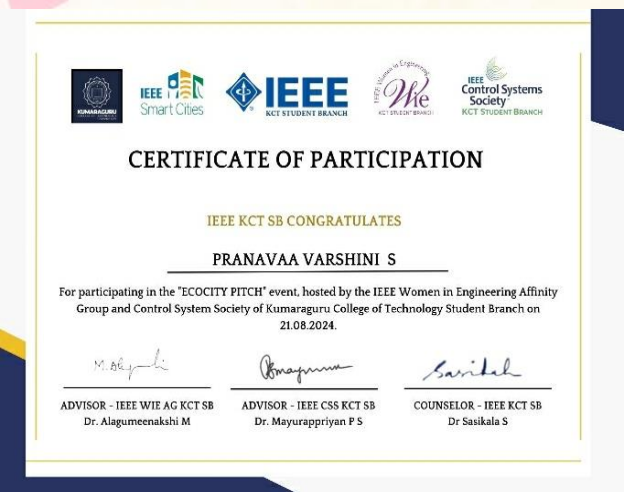 KUMARAGURU
IEEE
Smart Cities
IEEE
KCT STUDENT BRANCH
IEEE Women in Engineering
Wie
KCT STUDENT BRANCH
IEEE
Control Systems
Society
KCT STUDENT BRANCH
CERTIFICATE OF PARTICIPATION
IEEE KCT SB CONGRATULATES
PRANAVAA VARSHINI S
For participating in the "ECOCITY PITCH" event, hosted by the IEEE Women in Engineering Affinity
Group and Control System Society of Kumaraguru College of Technology Student Branch on
21.08.2024.
ADVISOR - IEEE WIE AG KCT SB
Dr. Alagumeenakshi M
ADVISOR - IEEE CSS KCT SB
Dr. Mayurappriyan P S
COUNSELOR - IEEE KCT SB
Dr Sasikala S